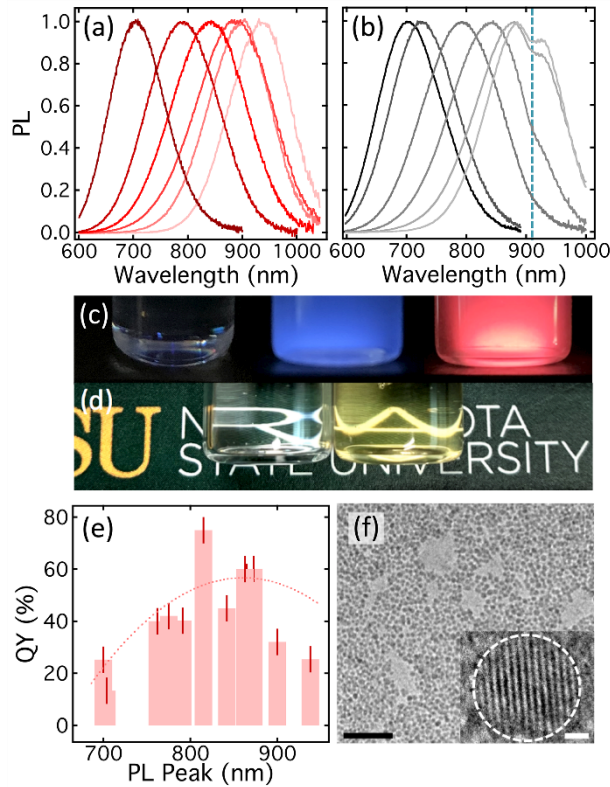 (a)
PL
1.0
0.8
0.6
0.4
0.2
0.0
600 700 800 900 1000
Wavelength (nm)
(b)
600 700 800 900 1000
Wavelength (nm)
(c)
(d)
SU
STATE UNIVERSITY
(e)
QY (%)
80
60
40
20
0
700 800 900
PL Peak (nm)
(f)